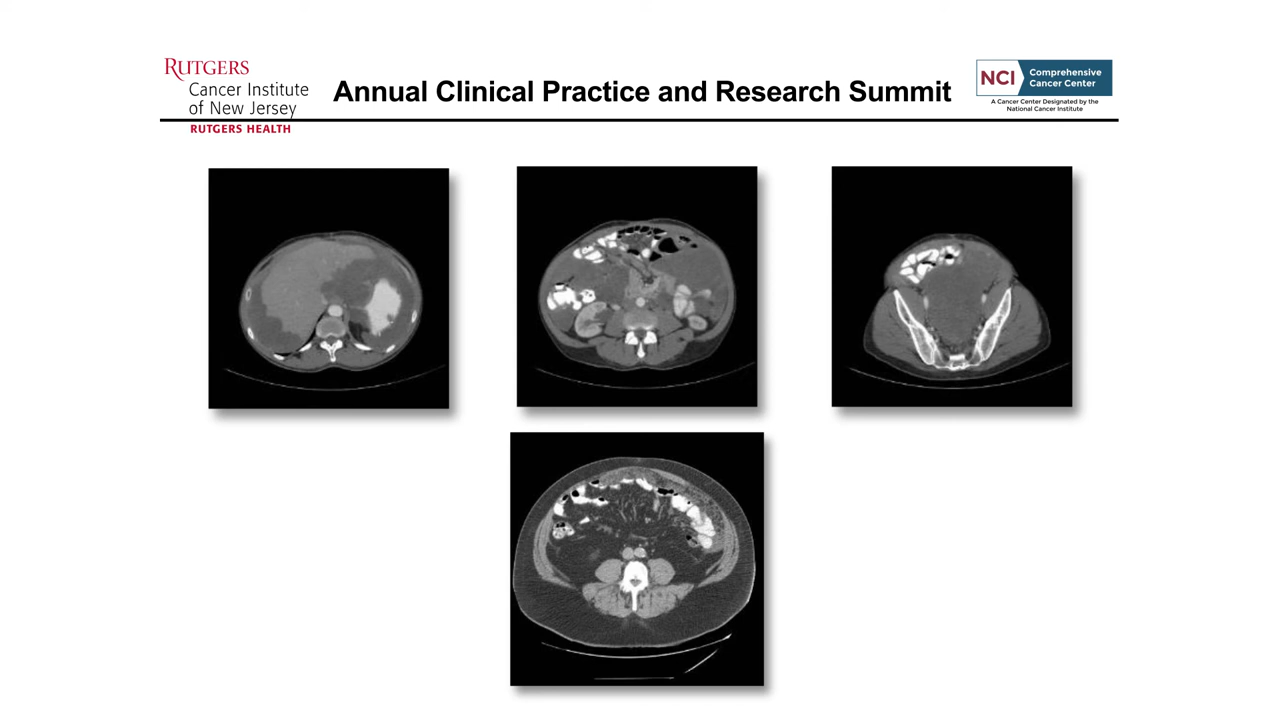 RUTGERS
Cancer Institute
of New Jersey
RUTGERS HEALTH
Annual Clinical Practice and Research Summit
NCI Comprehensive
Cancer Center
A Cancer Center Designated by the
National Cancer Institute